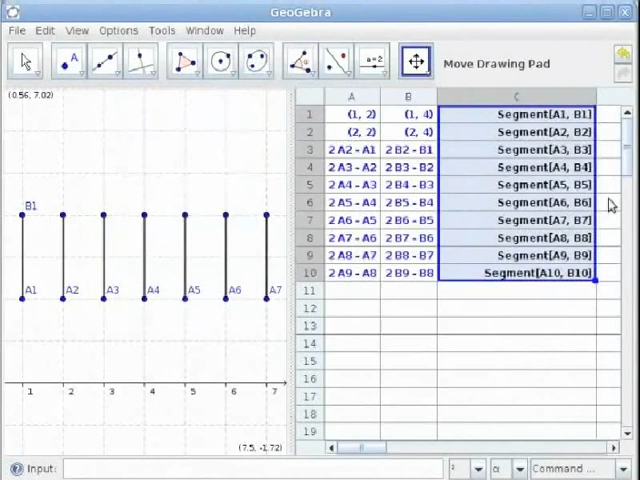 GeoGebra
File Edit View Options Tools Window Help
A a=2 Move Drawing Pad
(0.56, 7.02)
A B C
1 (1, 2) (1, 4) Segment[A1, B1]
2 (2, 2) (2, 4) Segment[A2, B2]
3 2 A2 - A1 2 B2 - B1 Segment[A3, B3]
4 2 A3 - A2 2 B3 - B2 Segment[A4, B4]
5 2 A4 - A3 2 B4 - B3 Segment[A5, B5]
6 2 A5 - A4 2 B5 - B4 Segment[A6, B6]
7 2 A6 - A5 2 B6 - B5 Segment[A7, B7]
8 2 A7 - A6 2 B7 - B6 Segment[A8, B8]
9 2 A8 - A7 2 B8 - B7 Segment[A9, B9]
10 2 A9 - A8 2 B9 - B8 Segment[A10, B10]
11
12
13
14
15
16
17
18
19
B1
A1 A2 A3 A4 A5 A6 A7
1 2 3 4 5 6 7
(7.5, -1.72)
Input: ² α Command ...